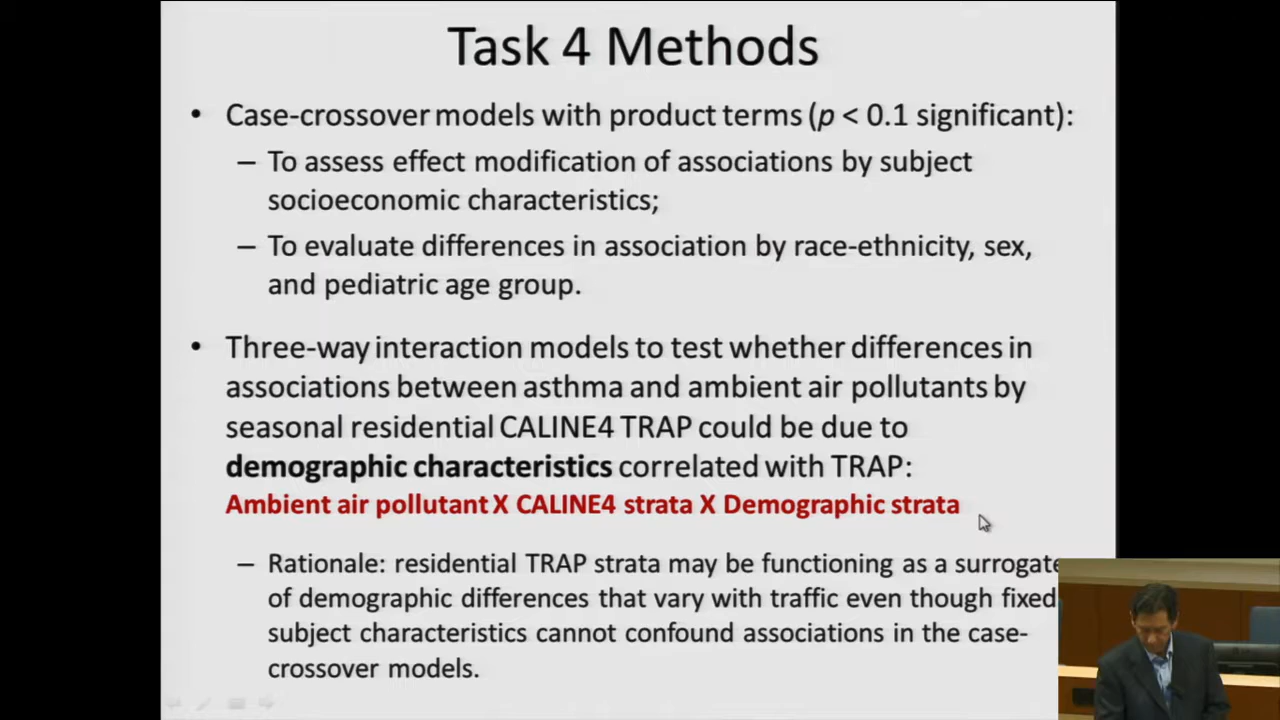 Task 4 Methods
• Case-crossover models with product terms (p < 0.1 significant):
– To assess effect modification of associations by subject
socioeconomic characteristics;
– To evaluate differences in association by race-ethnicity, sex,
and pediatric age group.
• Three-way interaction models to test whether differences in
associations between asthma and ambient air pollutants by
seasonal residential CALINE4 TRAP could be due to
demographic characteristics correlated with TRAP:
Ambient air pollutant X CALINE4 strata X Demographic strata
– Rationale: residential TRAP strata may be functioning as a surrogate
of demographic differences that vary with traffic even though fixed
subject characteristics cannot confound associations in the case-
crossover models.